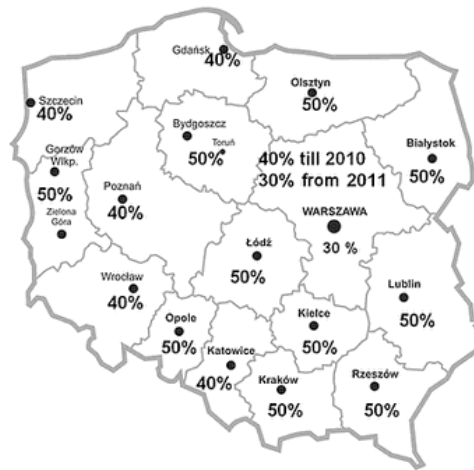 Gdańsk
40%
Szczecin
40%
Olsztyn
50%
Bydgoszcz
Toruń
50%
Białystok
50%
Gorzów
Wlkp.
50%
Zielona
Góra
Poznań
40%
40% till 2010
30% from 2011
WARSZAWA
30 %
Łódź
50%
Wrocław
40%
Lublin
50%
Opole
50%
Kielce
50%
Katowice
40%
Kraków
50%
Rzeszów
50%